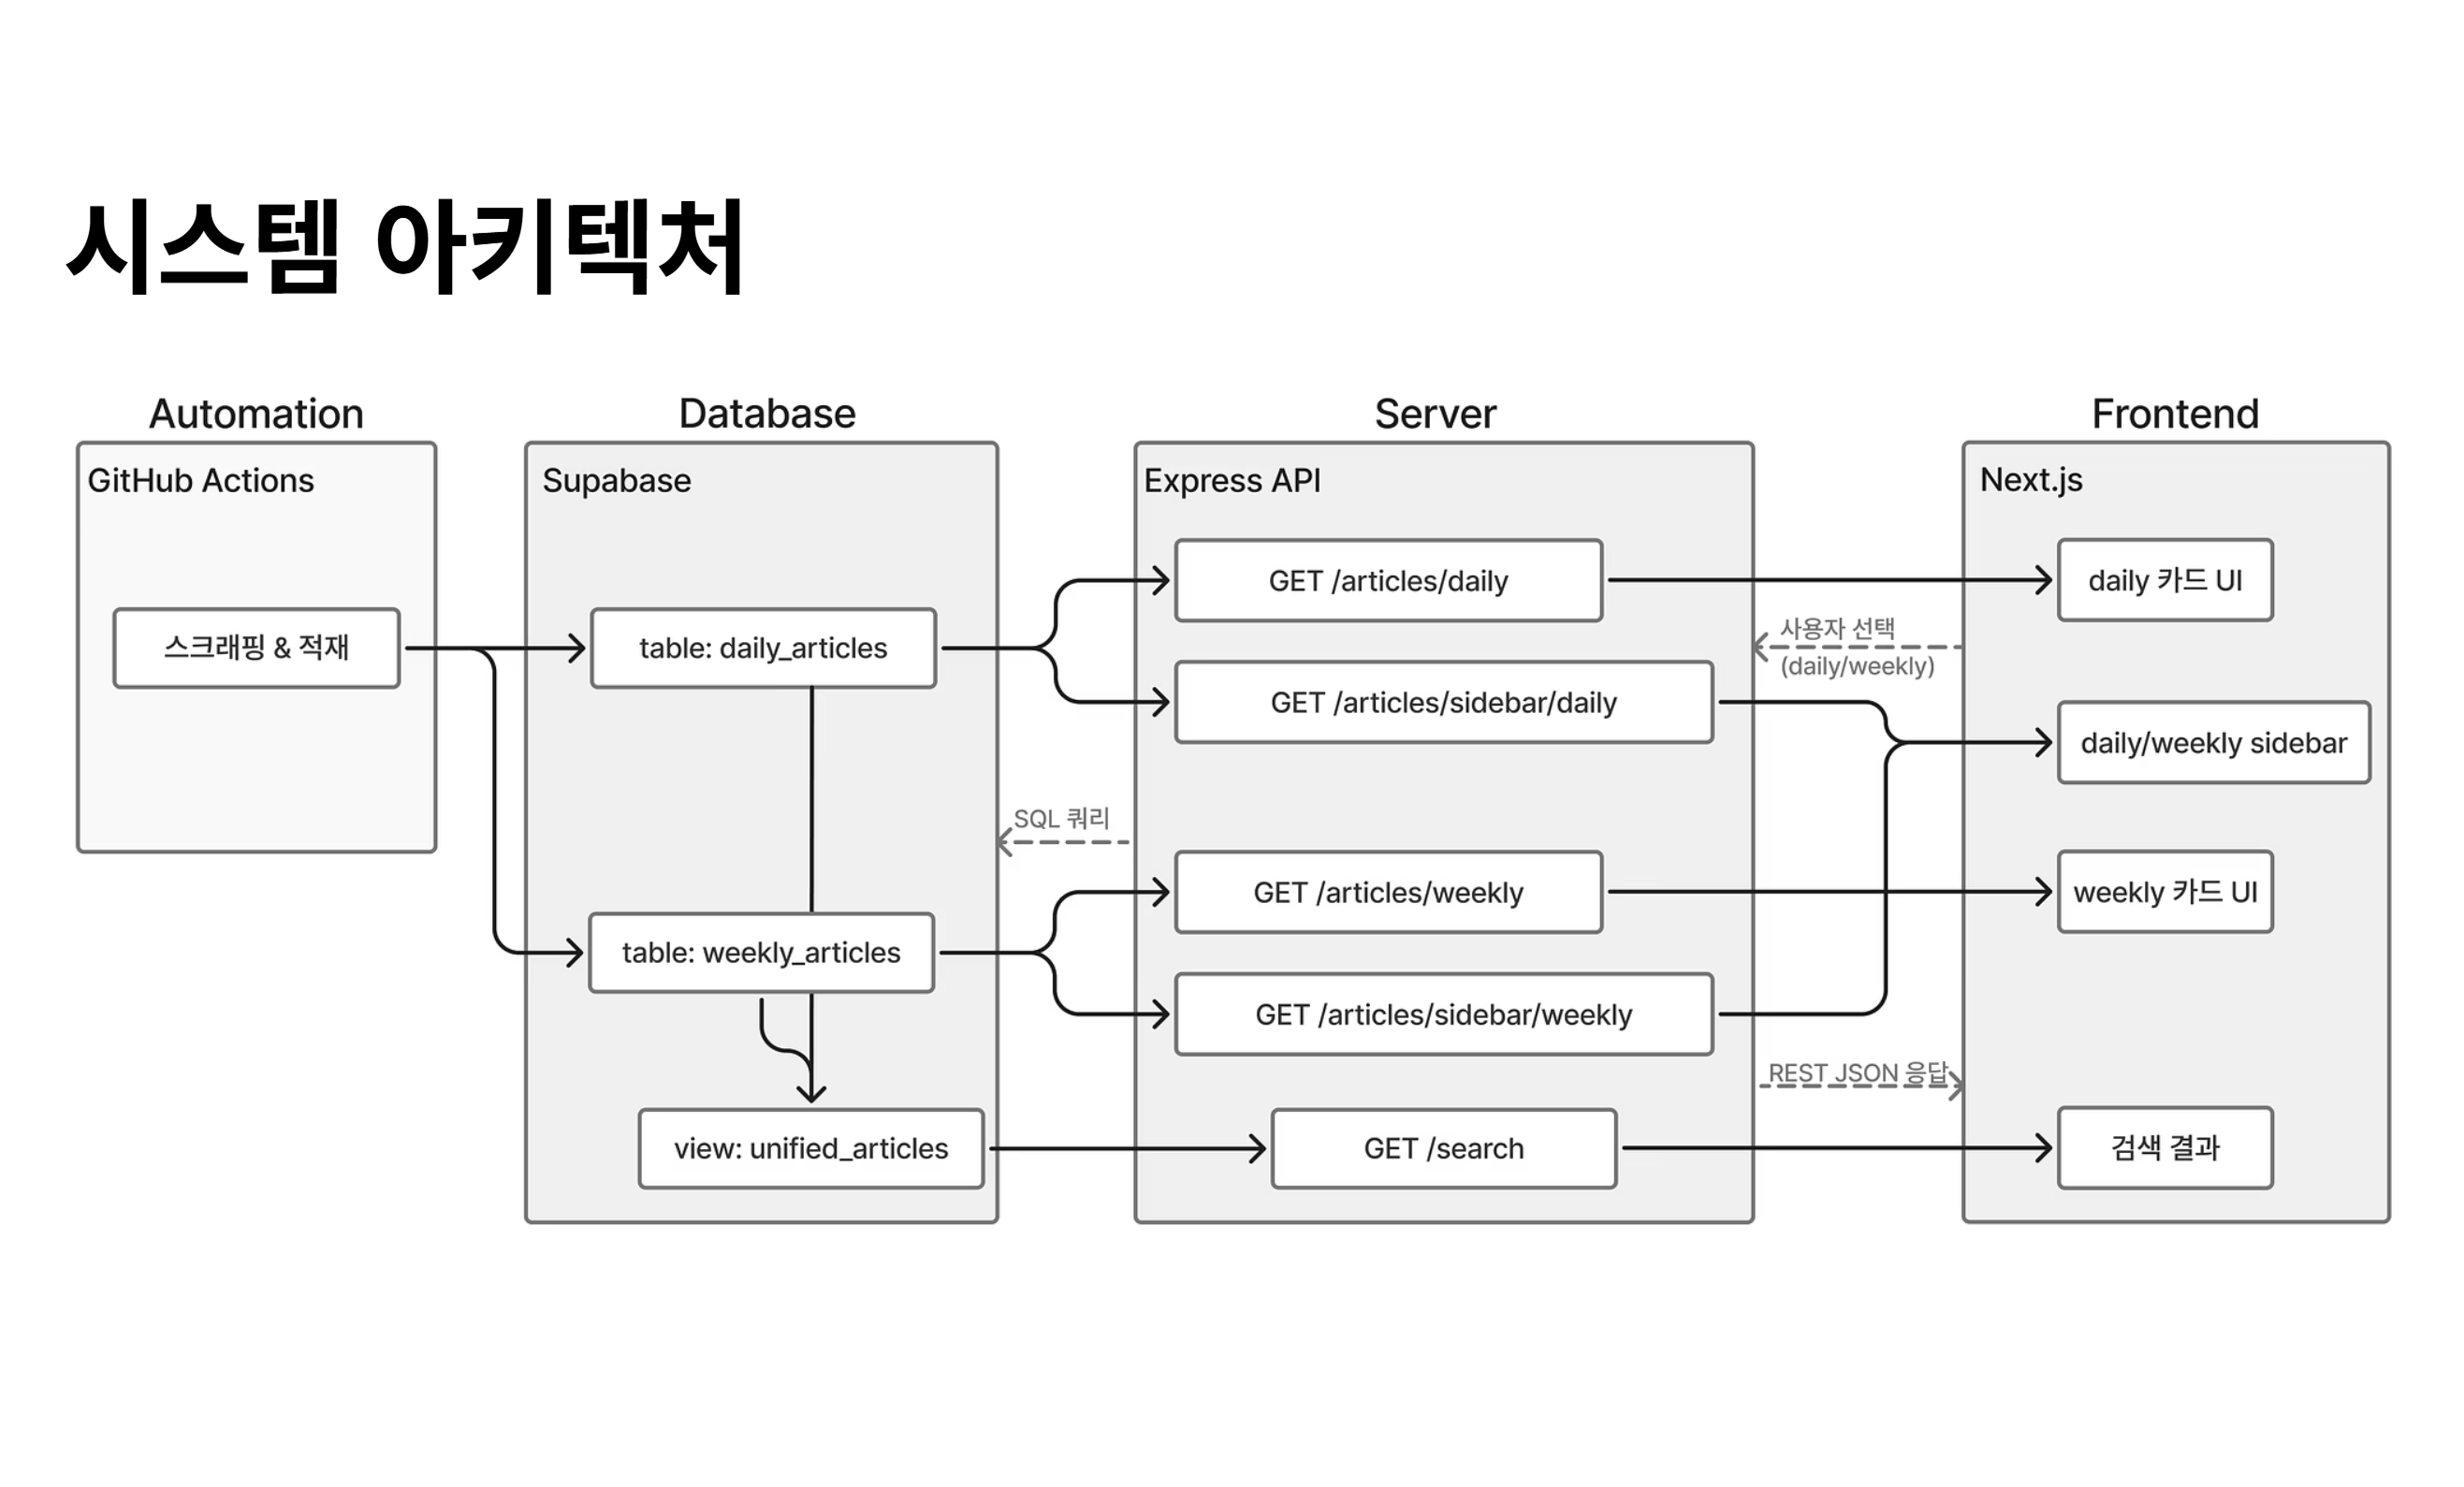 시스템 아키텍처
Automation
GitHub Actions
스크래핑 & 적재
Database
Supabase
table: daily_articles
table: weekly_articles
view: unified_articles
SQL 쿼리
Server
Express API
GET /articles/daily
GET /articles/sidebar/daily
GET /articles/weekly
GET /articles/sidebar/weekly
GET /search
사용자 선택
(daily/weekly)
REST JSON 응답
Frontend
Next.js
daily 카드 UI
daily/weekly sidebar
weekly 카드 UI
검색 결과